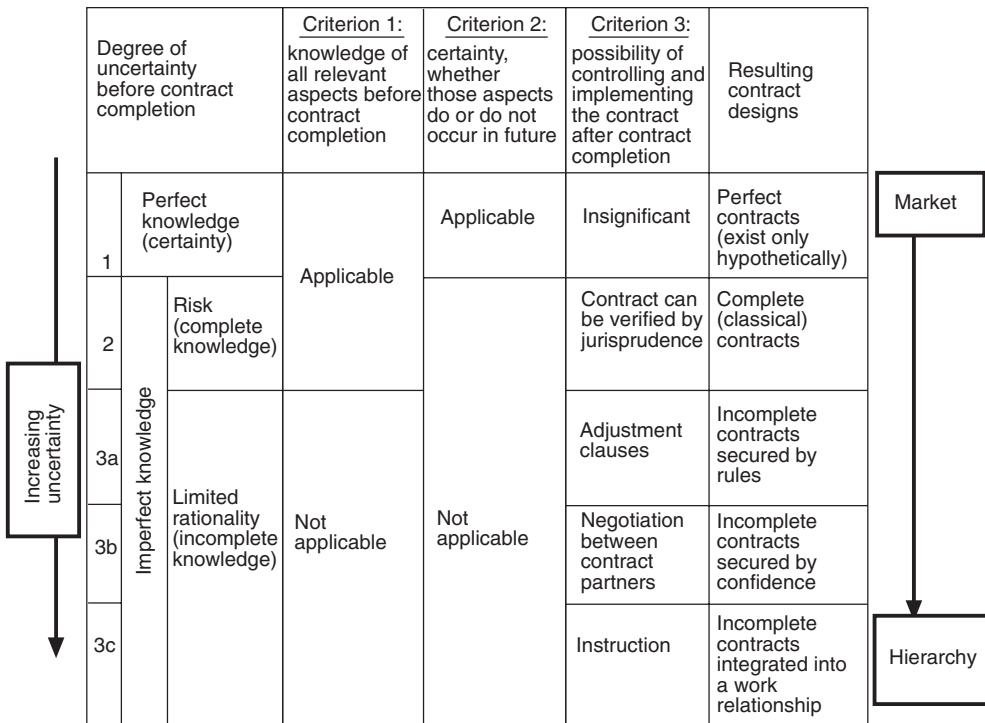 Degree of
uncertainty
before contract
completion
Criterion 1:
knowledge of
all relevant
aspects before
contract
completion
Criterion 2:
certainty,
whether
those aspects
do or do not
occur in future
Criterion 3:
possibility of
controlling and
implementing
the contract
after contract
completion
Resulting
contract
designs
1
Perfect
knowledge
(certainty)
Applicable
Applicable
Insignificant
Perfect
contracts
(exist only
hypothetically)
Market
2
Imperfect knowledge
Risk
(complete
knowledge)
Contract can
be verified by
jurisprudence
Complete
(classical)
contracts
Increasing
uncertainty
3a
Limited
rationality
(incomplete
knowledge)
Not
applicable
Not
applicable
Adjustment
clauses
Incomplete
contracts
secured by
rules
3b
Negotiation
between
contract
partners
Incomplete
contracts
secured by
confidence
3c
Instruction
Incomplete
contracts
integrated into
a work
relationship
Hierarchy